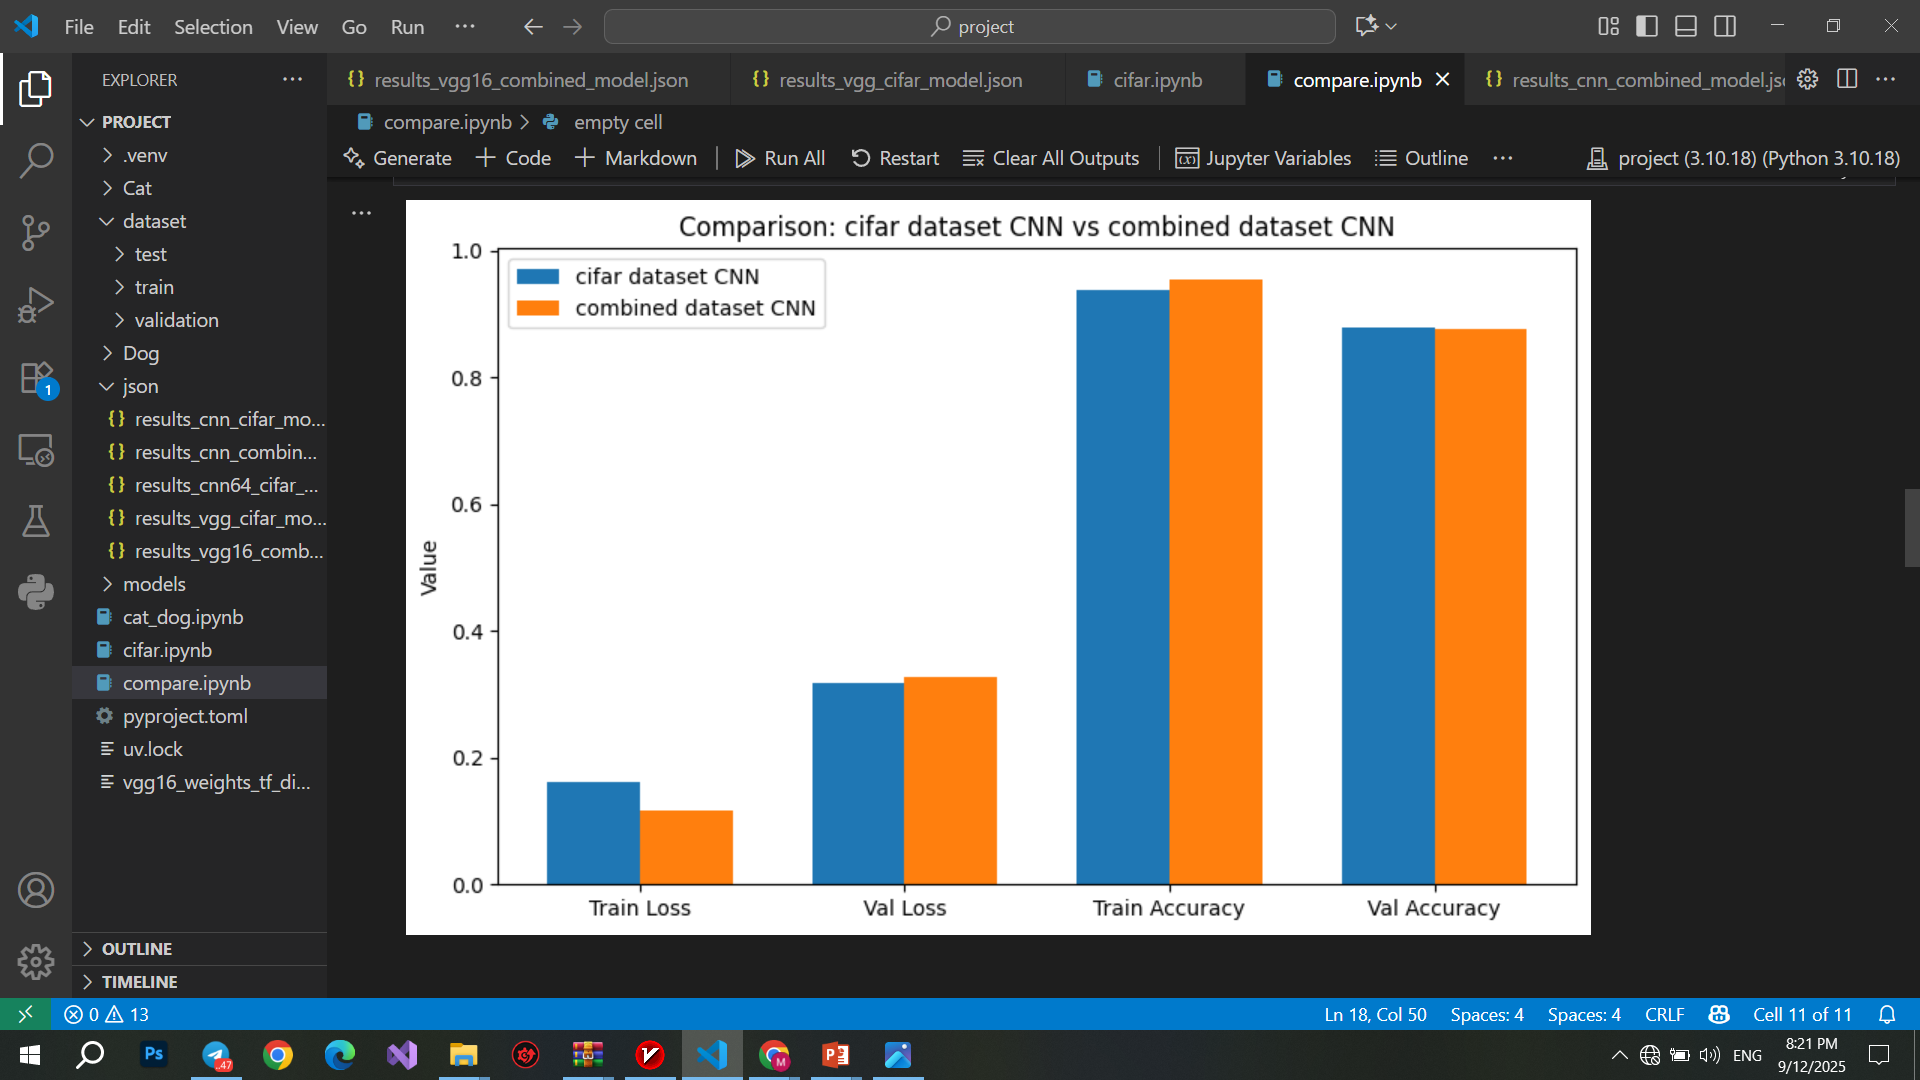 File Edit Selection View Go Run ··· project
EXPLORER
PROJECT
.venv
Cat
dataset
test
train
validation
Dog
json
results_cnn_cifar_mo...
results_cnn_combin...
results_cnn64_cifar_...
results_vgg_cifar_mo...
results_vgg16_comb...
models
cat_dog.ipynb
cifar.ipynb
compare.ipynb
pyproject.toml
uv.lock
vgg16_weights_tf_di...
OUTLINE
TIMELINE
results_vgg16_combined_model.json results_vgg_cifar_model.json cifar.ipynb compare.ipynb results_cnn_combined_model.js
compare.ipynb > empty cell
Generate + Code + Markdown | Run All Restart Clear All Outputs | Jupyter Variables Outline ··· project (3.10.18) (Python 3.10.18)
Comparison: cifar dataset CNN vs combined dataset CNN
cifar dataset CNN
combined dataset CNN
1.0
0.8
0.6
0.4
0.2
0.0
Value
Train Loss Val Loss Train Accuracy Val Accuracy
1
0 13 Ln 18, Col 50 Spaces: 4 Spaces: 4 CRLF Cell 11 of 11
Ps .47 M P ENG 8:21 PM
9/12/2025